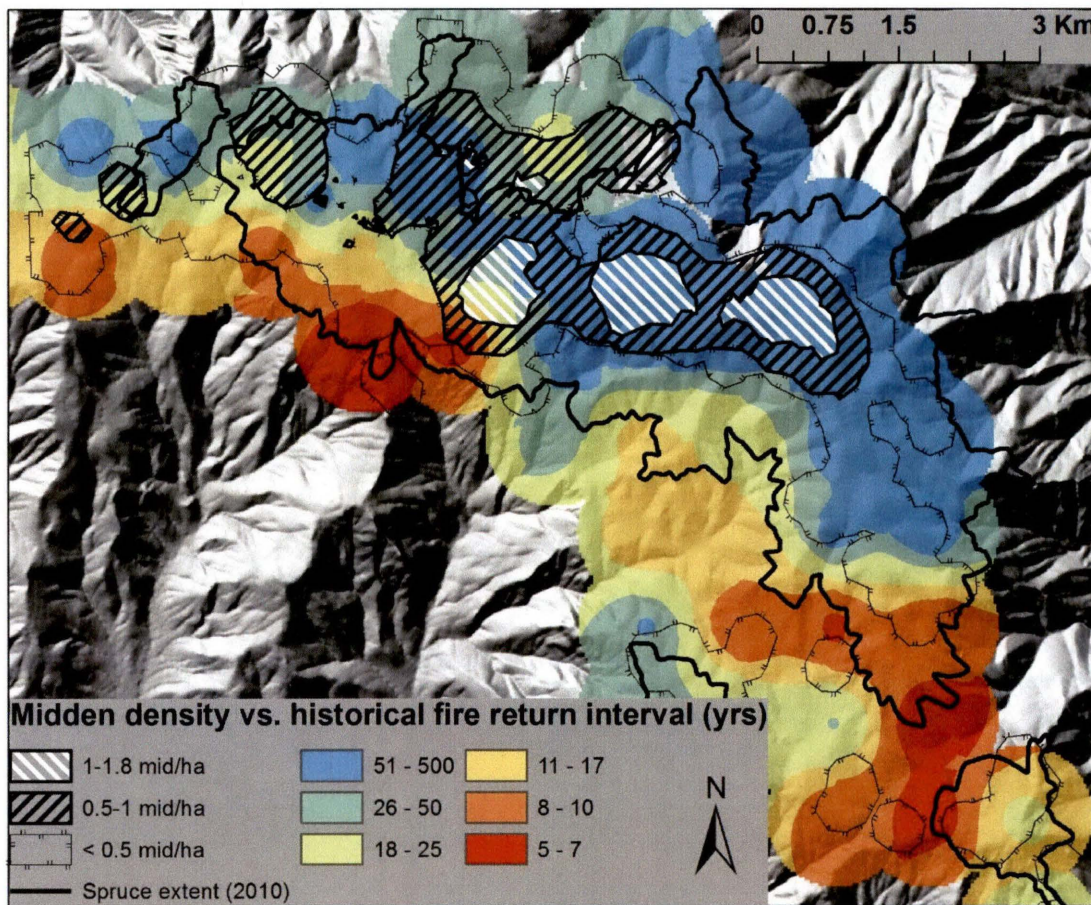 0 0.75 1.5 3 Km
Midden density vs. historical fire return interval (yrs)
1-1.8 mid/ha 51 - 500 11 - 17
0.5-1 mid/ha 26 - 50 8 - 10
< 0.5 mid/ha 18 - 25 5 - 7
Spruce extent (2010)
N